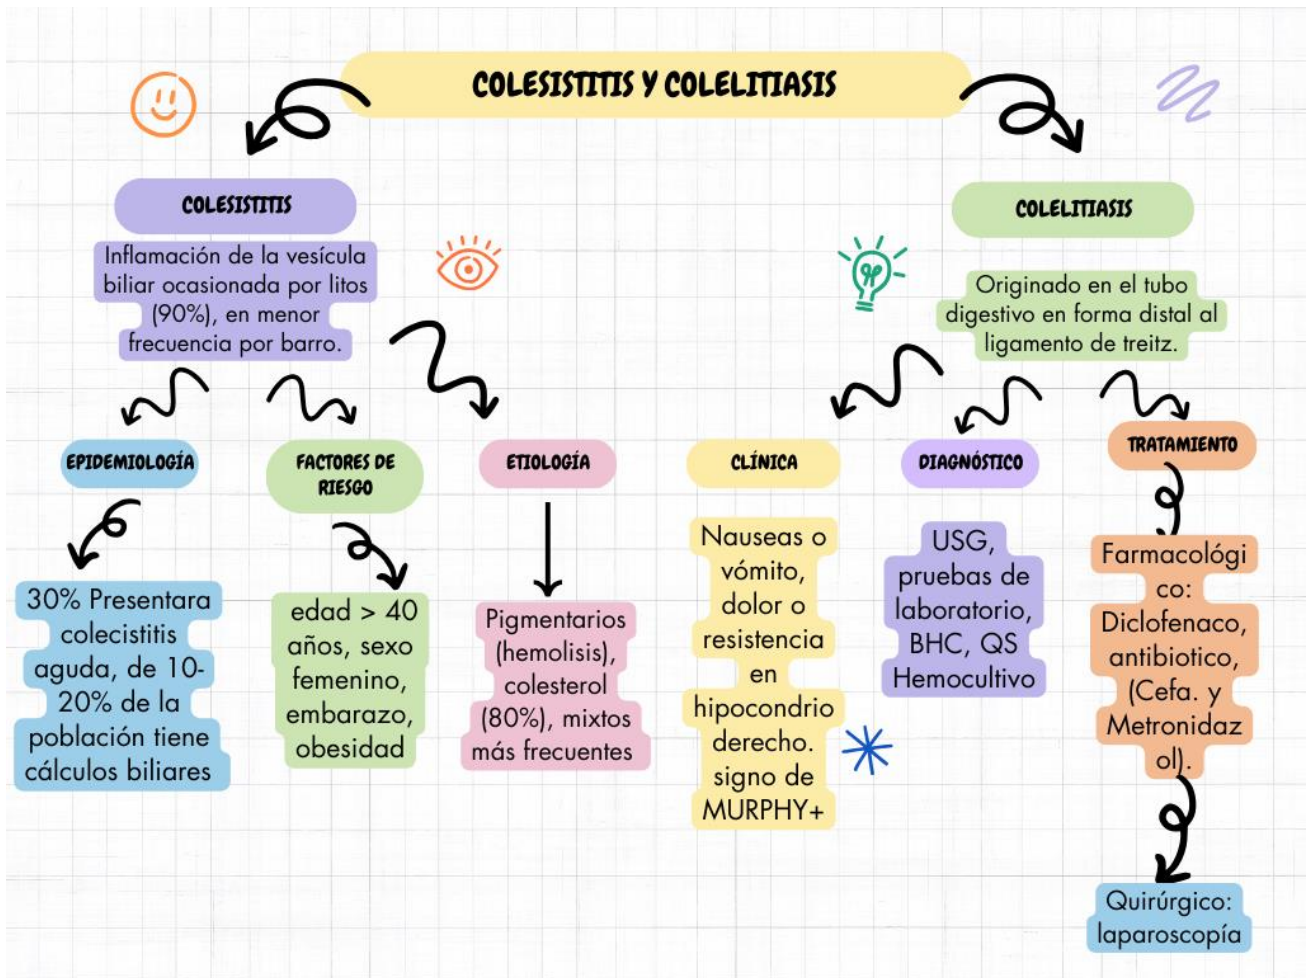 COLESISTITIS Y COLELITIASIS
COLESISTITIS
Inflamación de la vesícula
biliar ocasionada por litos
(90%), en menor
frecuencia por barro.
COLELITIASIS
Originado en el tubo
digestivo en forma distal al
ligamento de treitz.
EPIDEMIOLOGÍA
30% Presentara
colecistitis
aguda, de 10-
20% de la
población tiene
cálculos biliares
FACTORES DE
RIESGO
edad > 40
años, sexo
femenino,
embarazo,
obesidad
ETIOLOGÍA
Pigmentarios
(hemolisis),
colesterol
(80%), mixtos
más frecuentes
CLÍNICA
Nauseas o
vómito,
dolor o
resistencia
en
hipocondrio
derecho.
signo de
MURPHY+
DIAGNÓSTICO
USG,
pruebas de
laboratorio,
BHC, QS
Hemocultivo
TRATAMIENTO
Farmacológi
co:
Diclofenaco,
antibiotico,
(Cefa. y
Metronidaz
ol).
Quirúrgico:
laparoscopía